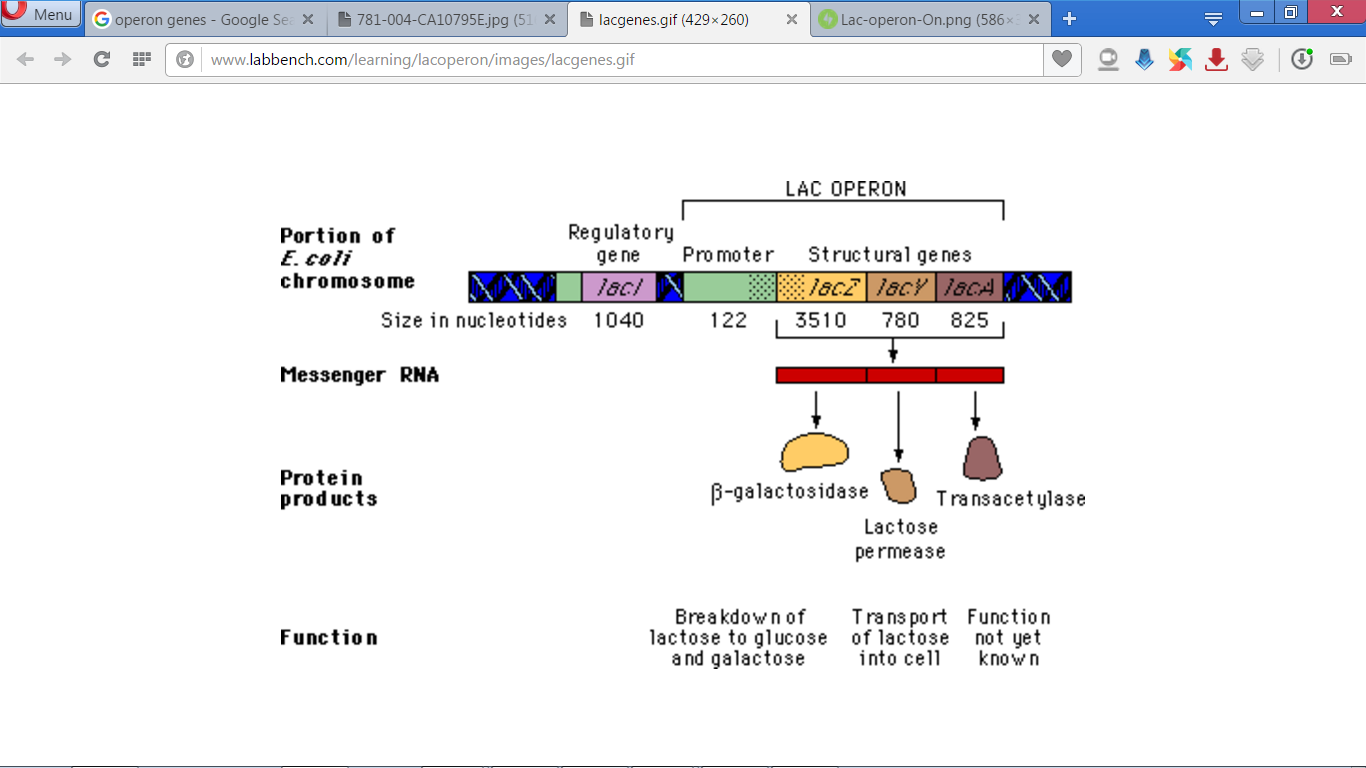 Menu
operon genes - Google Se
781-004-CA10795E.jpg (51
lacgenes.gif (429×260)
Lac-operon-On.png (586×
www.labbench.com/learning/lacoperon/images/lacgenes.gif
LAC OPERON
Portion of
E. coli
chromosome
Regulatory
gene
Promoter
Structural genes
lacI
lacZ
lacY
lacA
Size in nucleotides
1040
122
3510
780
825
Messenger RNA
Protein
products
β-galactosidase
Lactose
permease
Transacetylase
Function
Breakdown of
lactose to glucose
and galactose
Transport
of lactose
into cell
Function
not yet
known